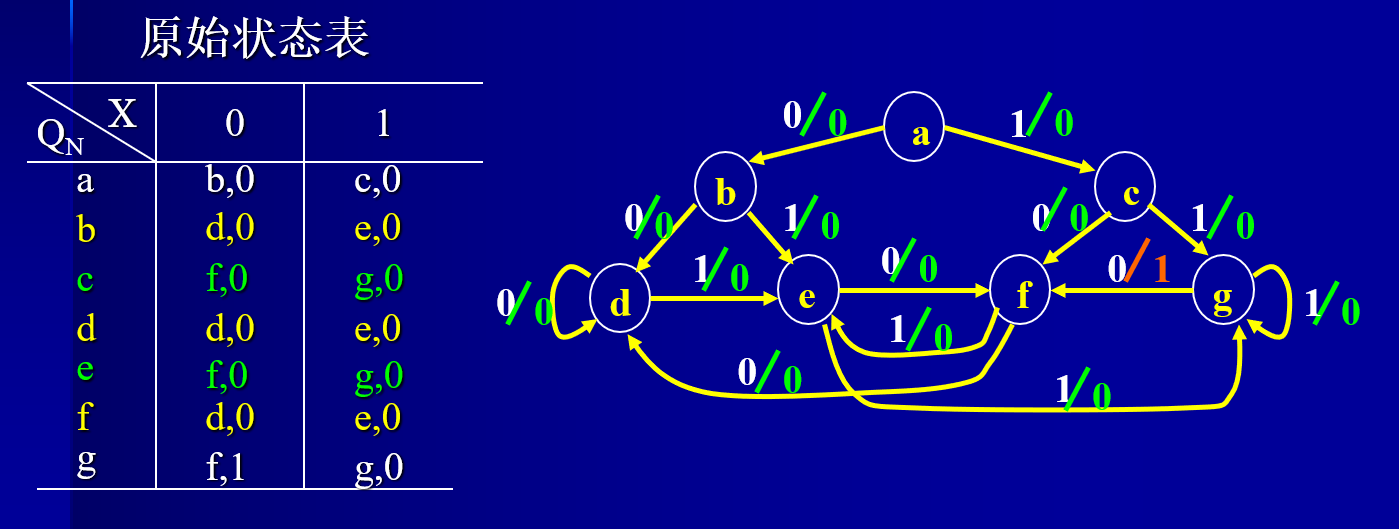 原始状态表
X
Q_N
0 1
a b,0 c,0
b d,0 e,0
c f,0 g,0
d d,0 e,0
e f,0 g,0
f d,0 e,0
g f,1 g,0
0/0
a
1/0
b
c
0/0
1/0
0/0
1/0
0/0
d
1/0
e
0/0
f
0/1
g
1/0
1/0
0/0
1/0